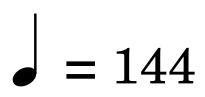 ♩ = 144